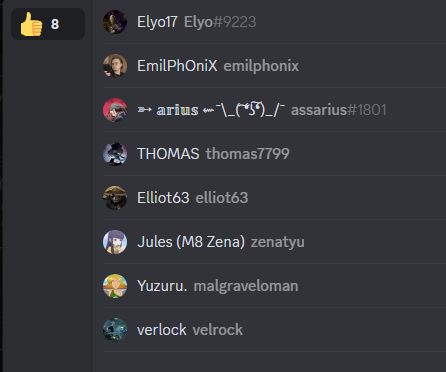 8
Elyo17 Elyo#9223
EmilPhOniX emilphonix
➵ 𝕒𝕣𝕚𝕦𝕤 ⬿ ¯\_( ͡° ͜ʖ ͡°)_/¯ assarius#1801
THOMAS thomas7799
Elliot63 elliot63
Jules (M8 Zena) zenatyu
Yuzuru. malgraveloman
verlock velrock